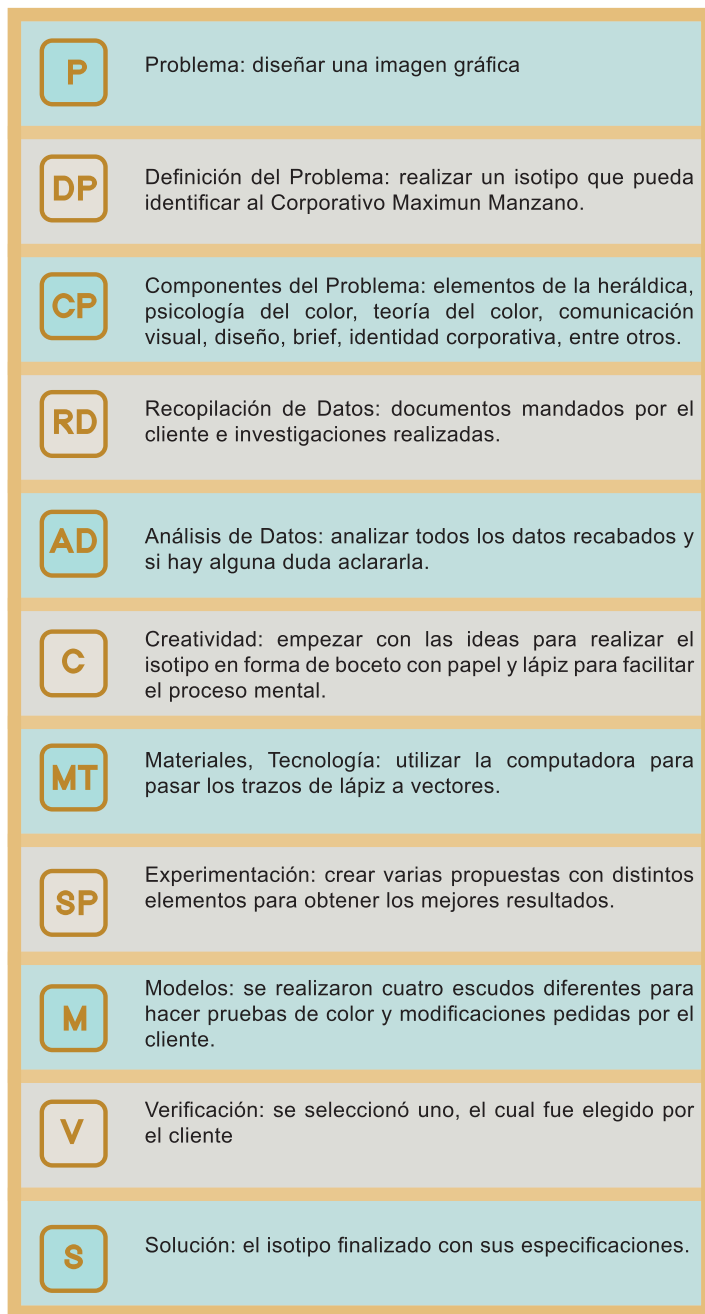 P
Problema: diseñar una imagen gráfica
DP
Definición del Problema: realizar un isotipo que pueda
identificar al Corporativo Maximun Manzano.
CP
Componentes del Problema: elementos de la heráldica,
psicología del color, teoría del color, comunicación
visual, diseño, brief, identidad corporativa, entre otros.
RD
Recopilación de Datos: documentos mandados por el
cliente e investigaciones realizadas.
AD
Análisis de Datos: analizar todos los datos recabados y
si hay alguna duda aclararla.
C
Creatividad: empezar con las ideas para realizar el
isotipo en forma de boceto con papel y lápiz para facilitar
el proceso mental.
MT
Materiales, Tecnología: utilizar la computadora para
pasar los trazos de lápiz a vectores.
SP
Experimentación: crear varias propuestas con distintos
elementos para obtener los mejores resultados.
M
Modelos: se realizaron cuatro escudos diferentes para
hacer pruebas de color y modificaciones pedidas por el
cliente.
V
Verificación: se seleccionó uno, el cual fue elegido por
el cliente
S
Solución: el isotipo finalizado con sus especificaciones.